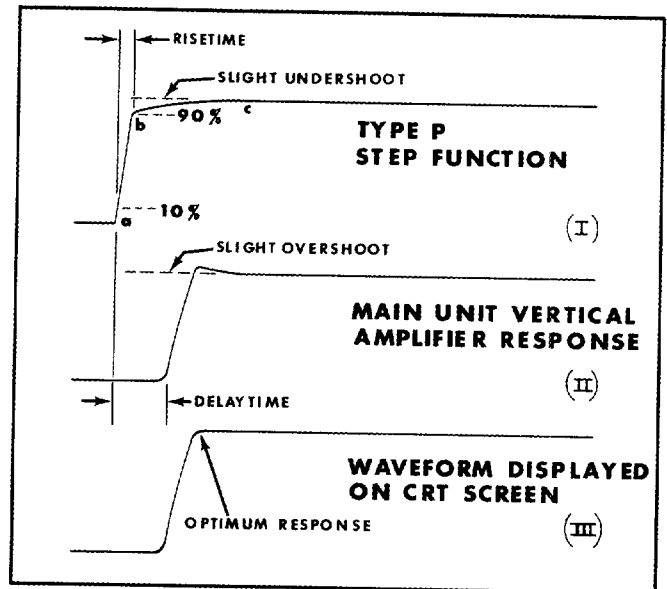 RISETIME
SLIGHT UNDERSHOOT
b
90%
c
TYPE P
STEP FUNCTION
a
10%
(I)
SLIGHT OVERSHOOT
MAIN UNIT VERTICAL
AMPLIFIER RESPONSE
(II)
DELAYTIME
WAVEFORM DISPLAYED
ON CRT SCREEN
OPTIMUM RESPONSE
(III)